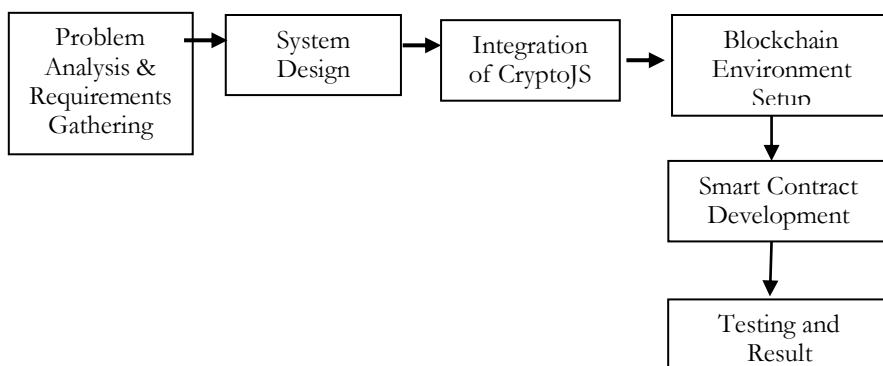 Problem
Analysis &
Requirements
Gathering
System
Design
Integration
of CryptoJS
Blockchain
Environment
Setup
Smart Contract
Development
Testing and
Result